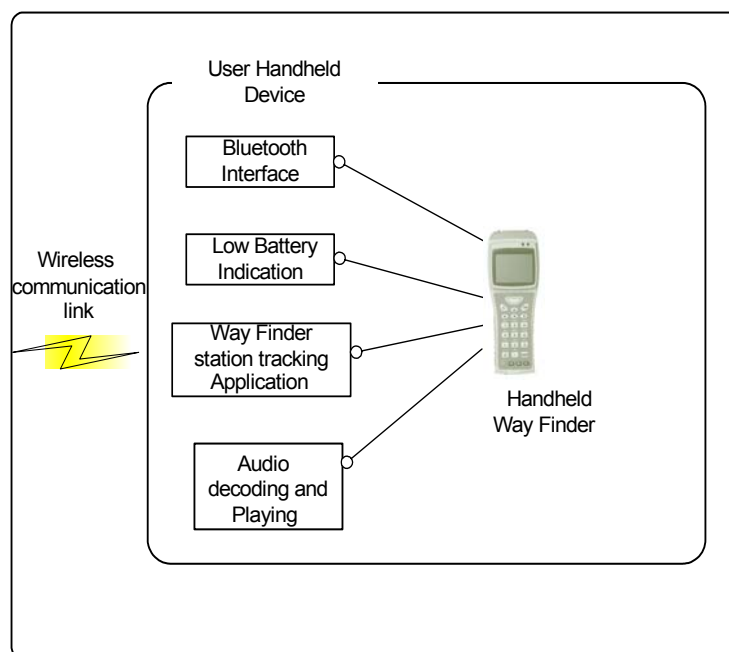 User Handheld
Device
Bluetooth
Interface
Low Battery
Indication
Wireless
communication
link
Way Finder
station tracking
Application
Handheld
Way Finder
Audio
decoding and
Playing